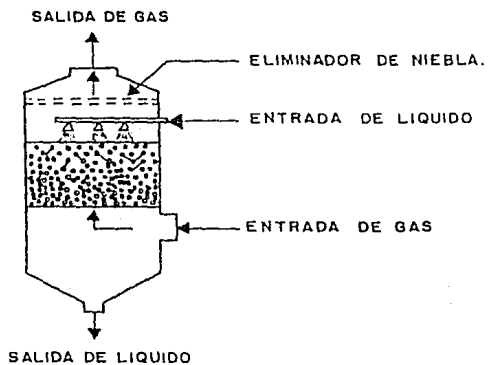 SALIDA DE GAS
ELIMINADOR DE NIEBLA.
ENTRADA DE LIQUIDO
ENTRADA DE GAS
SALIDA DE LIQUIDO